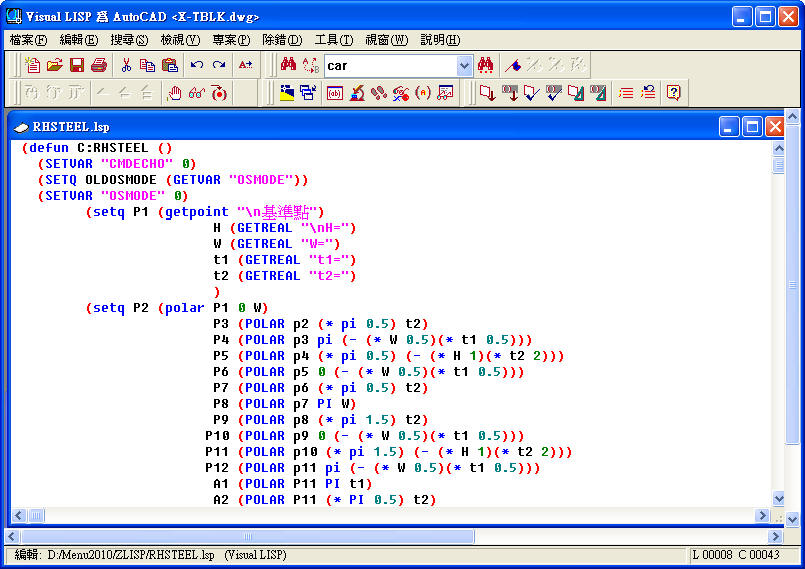 Visual LISP 為 AutoCAD <X-TBLK.dwg>
檔案(F) 編輯(E) 搜尋(S) 檢視(V) 專案(P) 除錯(D) 工具(T) 視窗(W) 說明(H)
car
RHSTEEL.lsp
(defun C:RHSTEEL ()
(SETVAR "CMDECHO" 0)
(SETQ OLDOSMODE (GETVAR "OSMODE"))
(SETVAR "OSMODE" 0)
(setq P1 (getpoint "\n基準點")
H (GETREAL "\nH=")
W (GETREAL "W=")
t1 (GETREAL "t1=")
t2 (GETREAL "t2=")
)
(setq P2 (polar P1 0 W)
P3 (POLAR p2 (* pi 0.5) t2)
P4 (POLAR p3 pi (- (* W 0.5)(* t1 0.5)))
P5 (POLAR p4 (* pi 0.5) (- (* H 1)(* t2 2)))
P6 (POLAR p5 0 (- (* W 0.5)(* t1 0.5)))
P7 (POLAR p6 (* pi 0.5) t2)
P8 (POLAR p7 PI W)
P9 (POLAR p8 (* pi 1.5) t2)
P10 (POLAR p9 0 (- (* W 0.5)(* t1 0.5)))
P11 (POLAR p10 (* pi 1.5) (- (* H 1)(* t2 2)))
P12 (POLAR p11 pi (- (* W 0.5)(* t1 0.5)))
A1 (POLAR P11 PI t1)
A2 (POLAR P11 (* PI 0.5) t2)
編輯: D:/Menu2010/ZLISP/RHSTEEL.lsp (Visual LISP) L 00008 C 00043